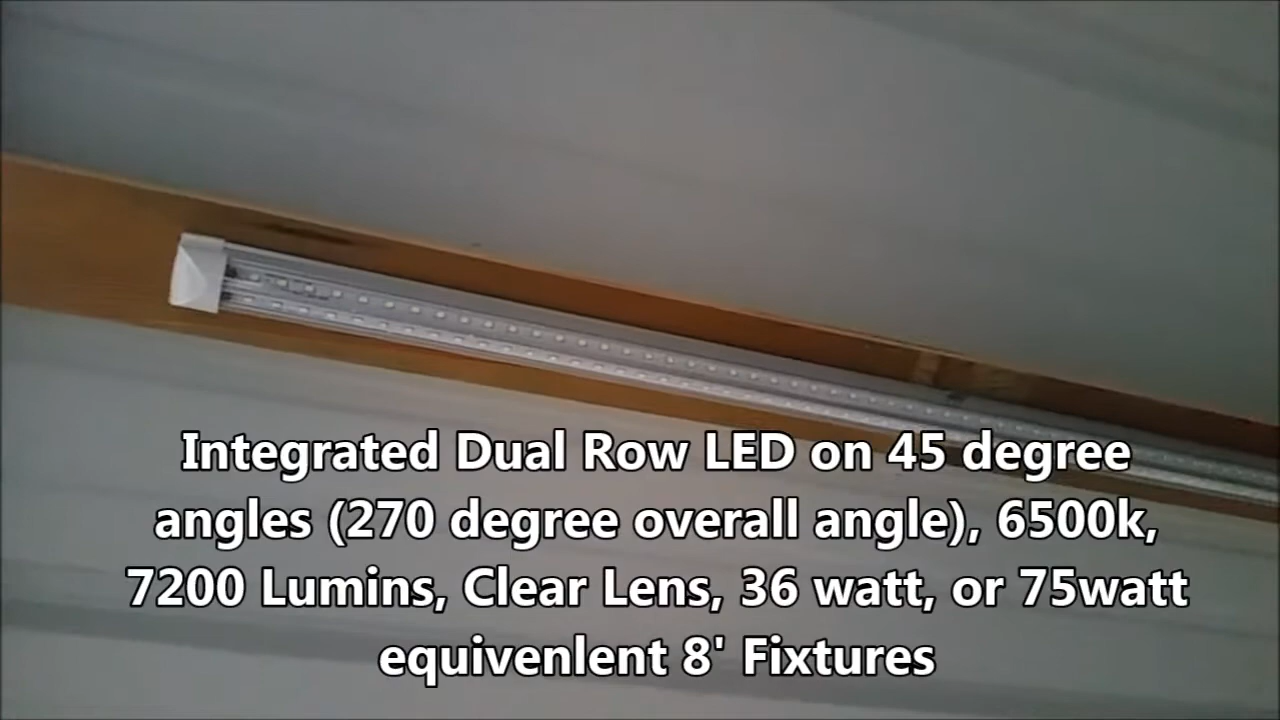 Integrated Dual Row LED on 45 degree
angles (270 degree overall angle), 6500k,
7200 Lumins, Clear Lens, 36 watt, or 75watt
equivenlent 8' Fixtures